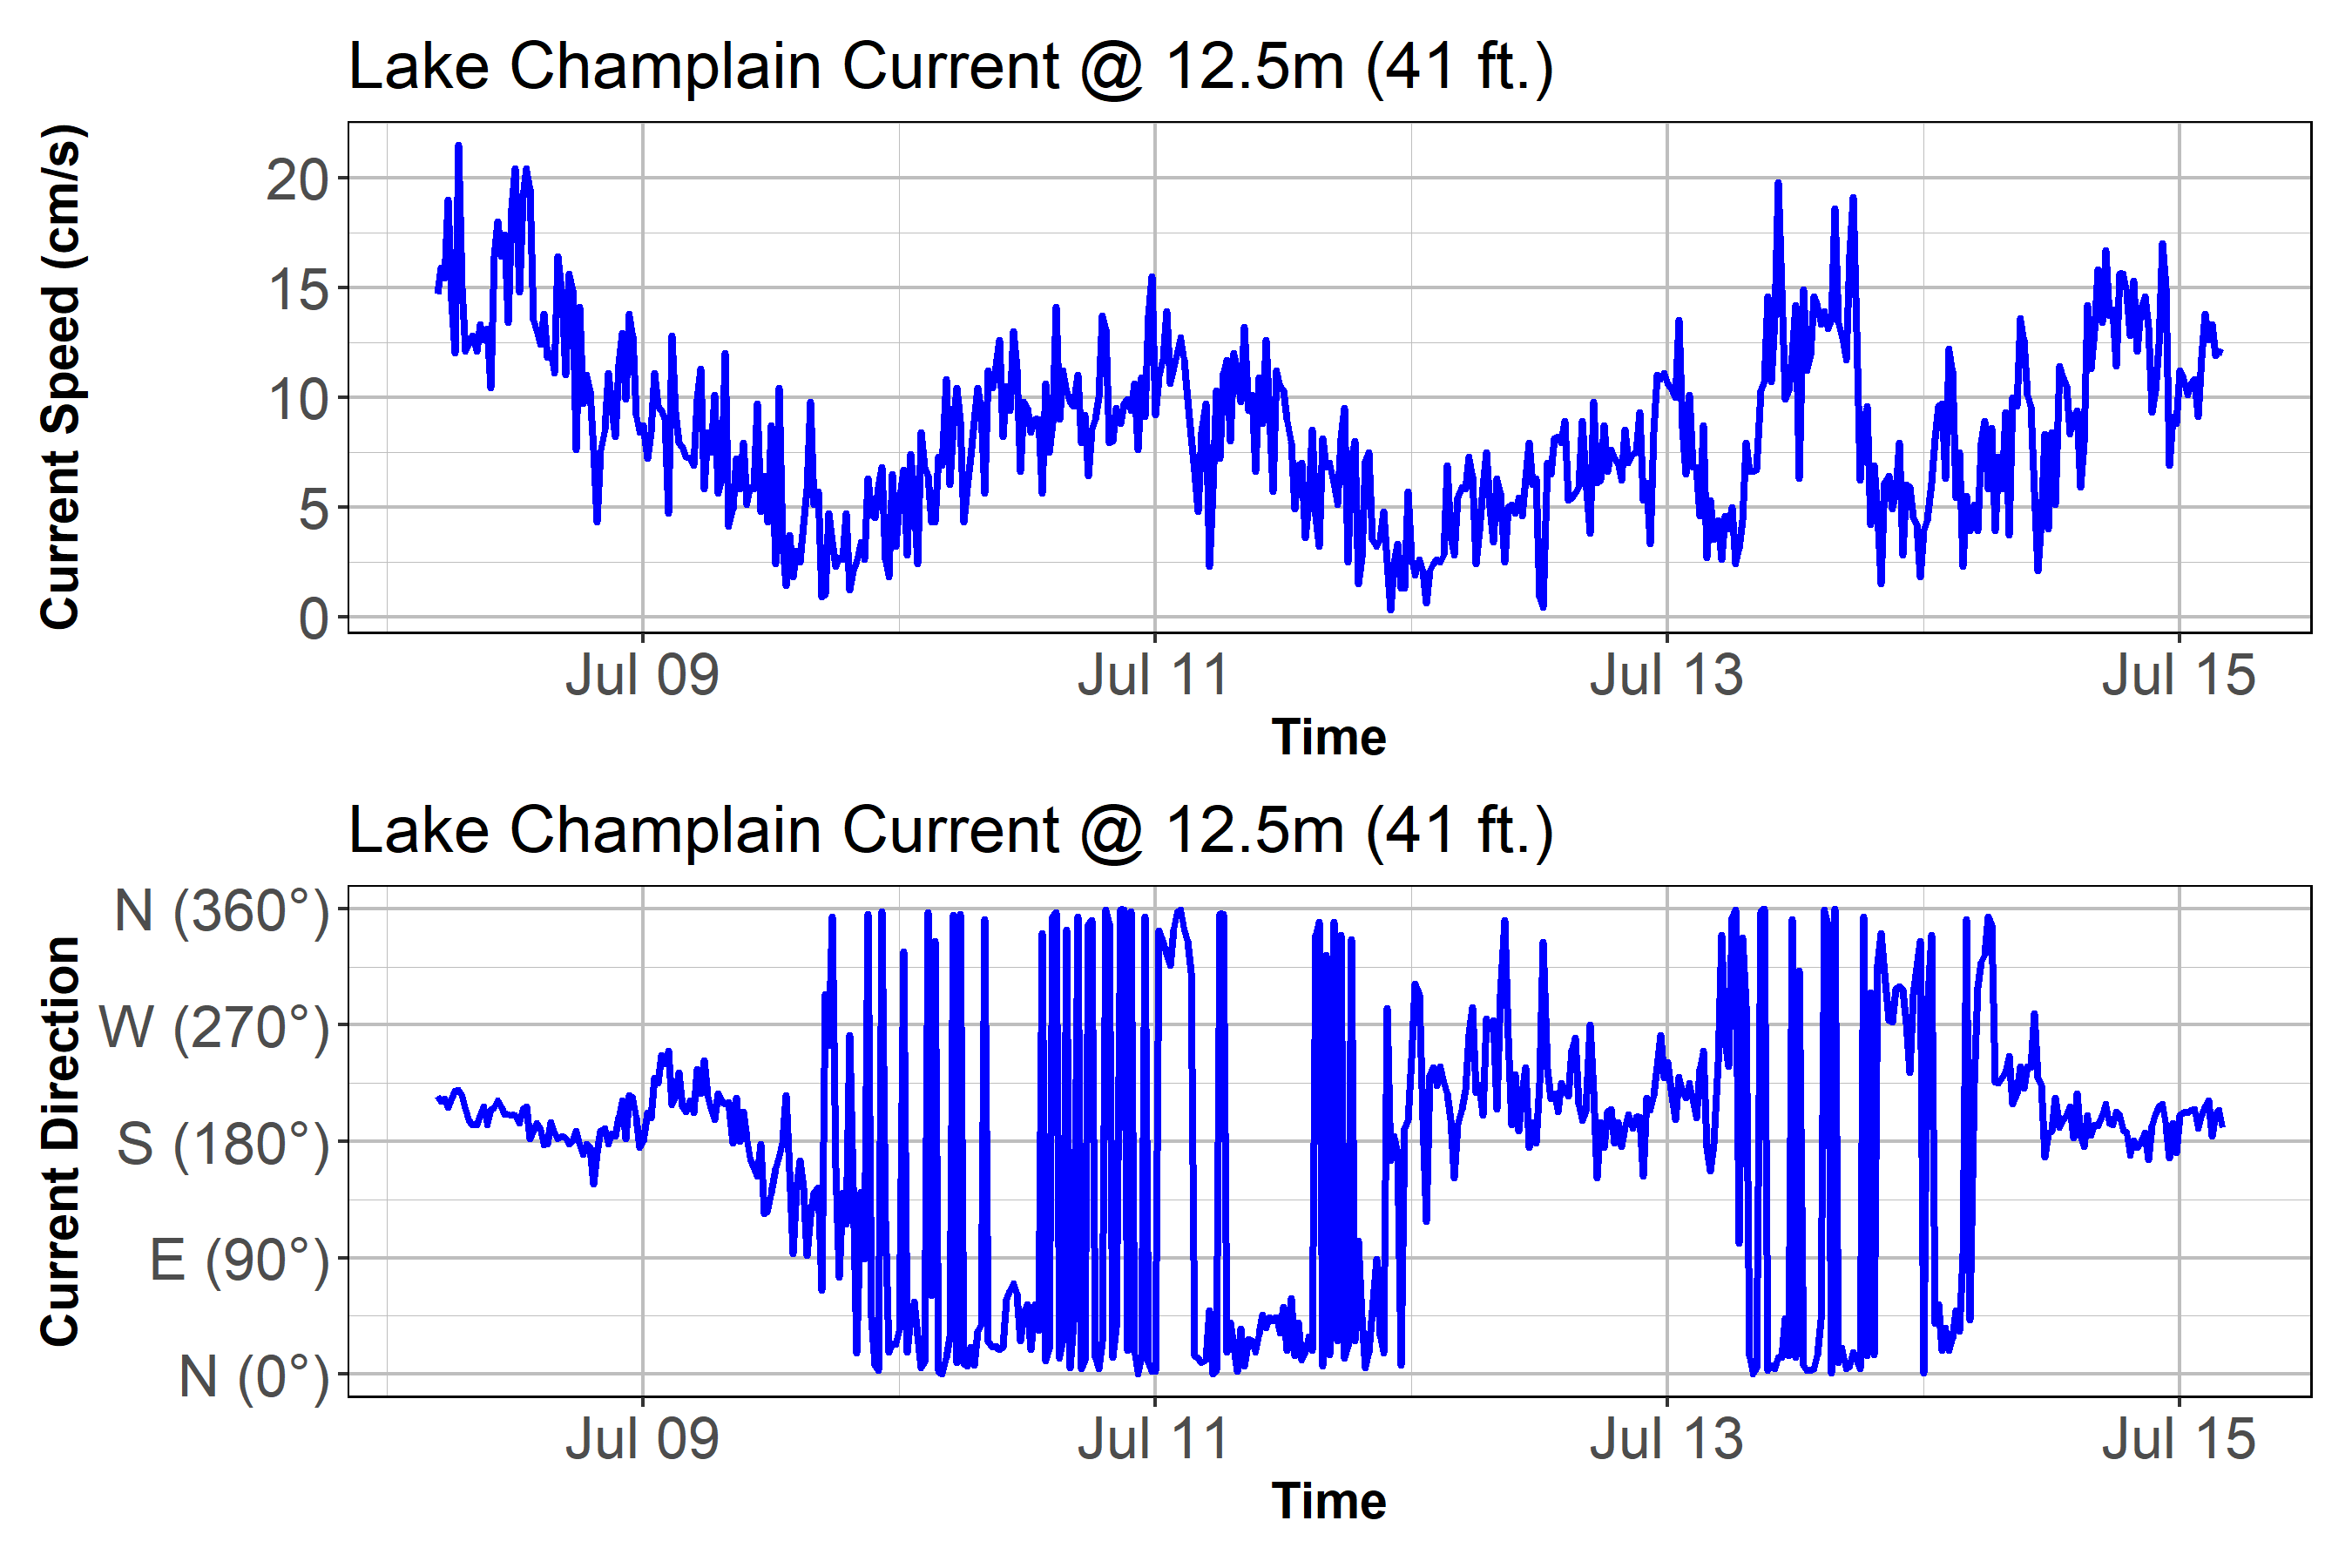 Lake Champlain Current @ 12.5m (41 ft.)
Current Speed (cm/s)
20
15
10
5
0
Jul 09 Jul 11 Jul 13 Jul 15
Time
Lake Champlain Current @ 12.5m (41 ft.)
Current Direction
N (360°)
W (270°)
S (180°)
E (90°)
N (0°)
Jul 09 Jul 11 Jul 13 Jul 15
Time